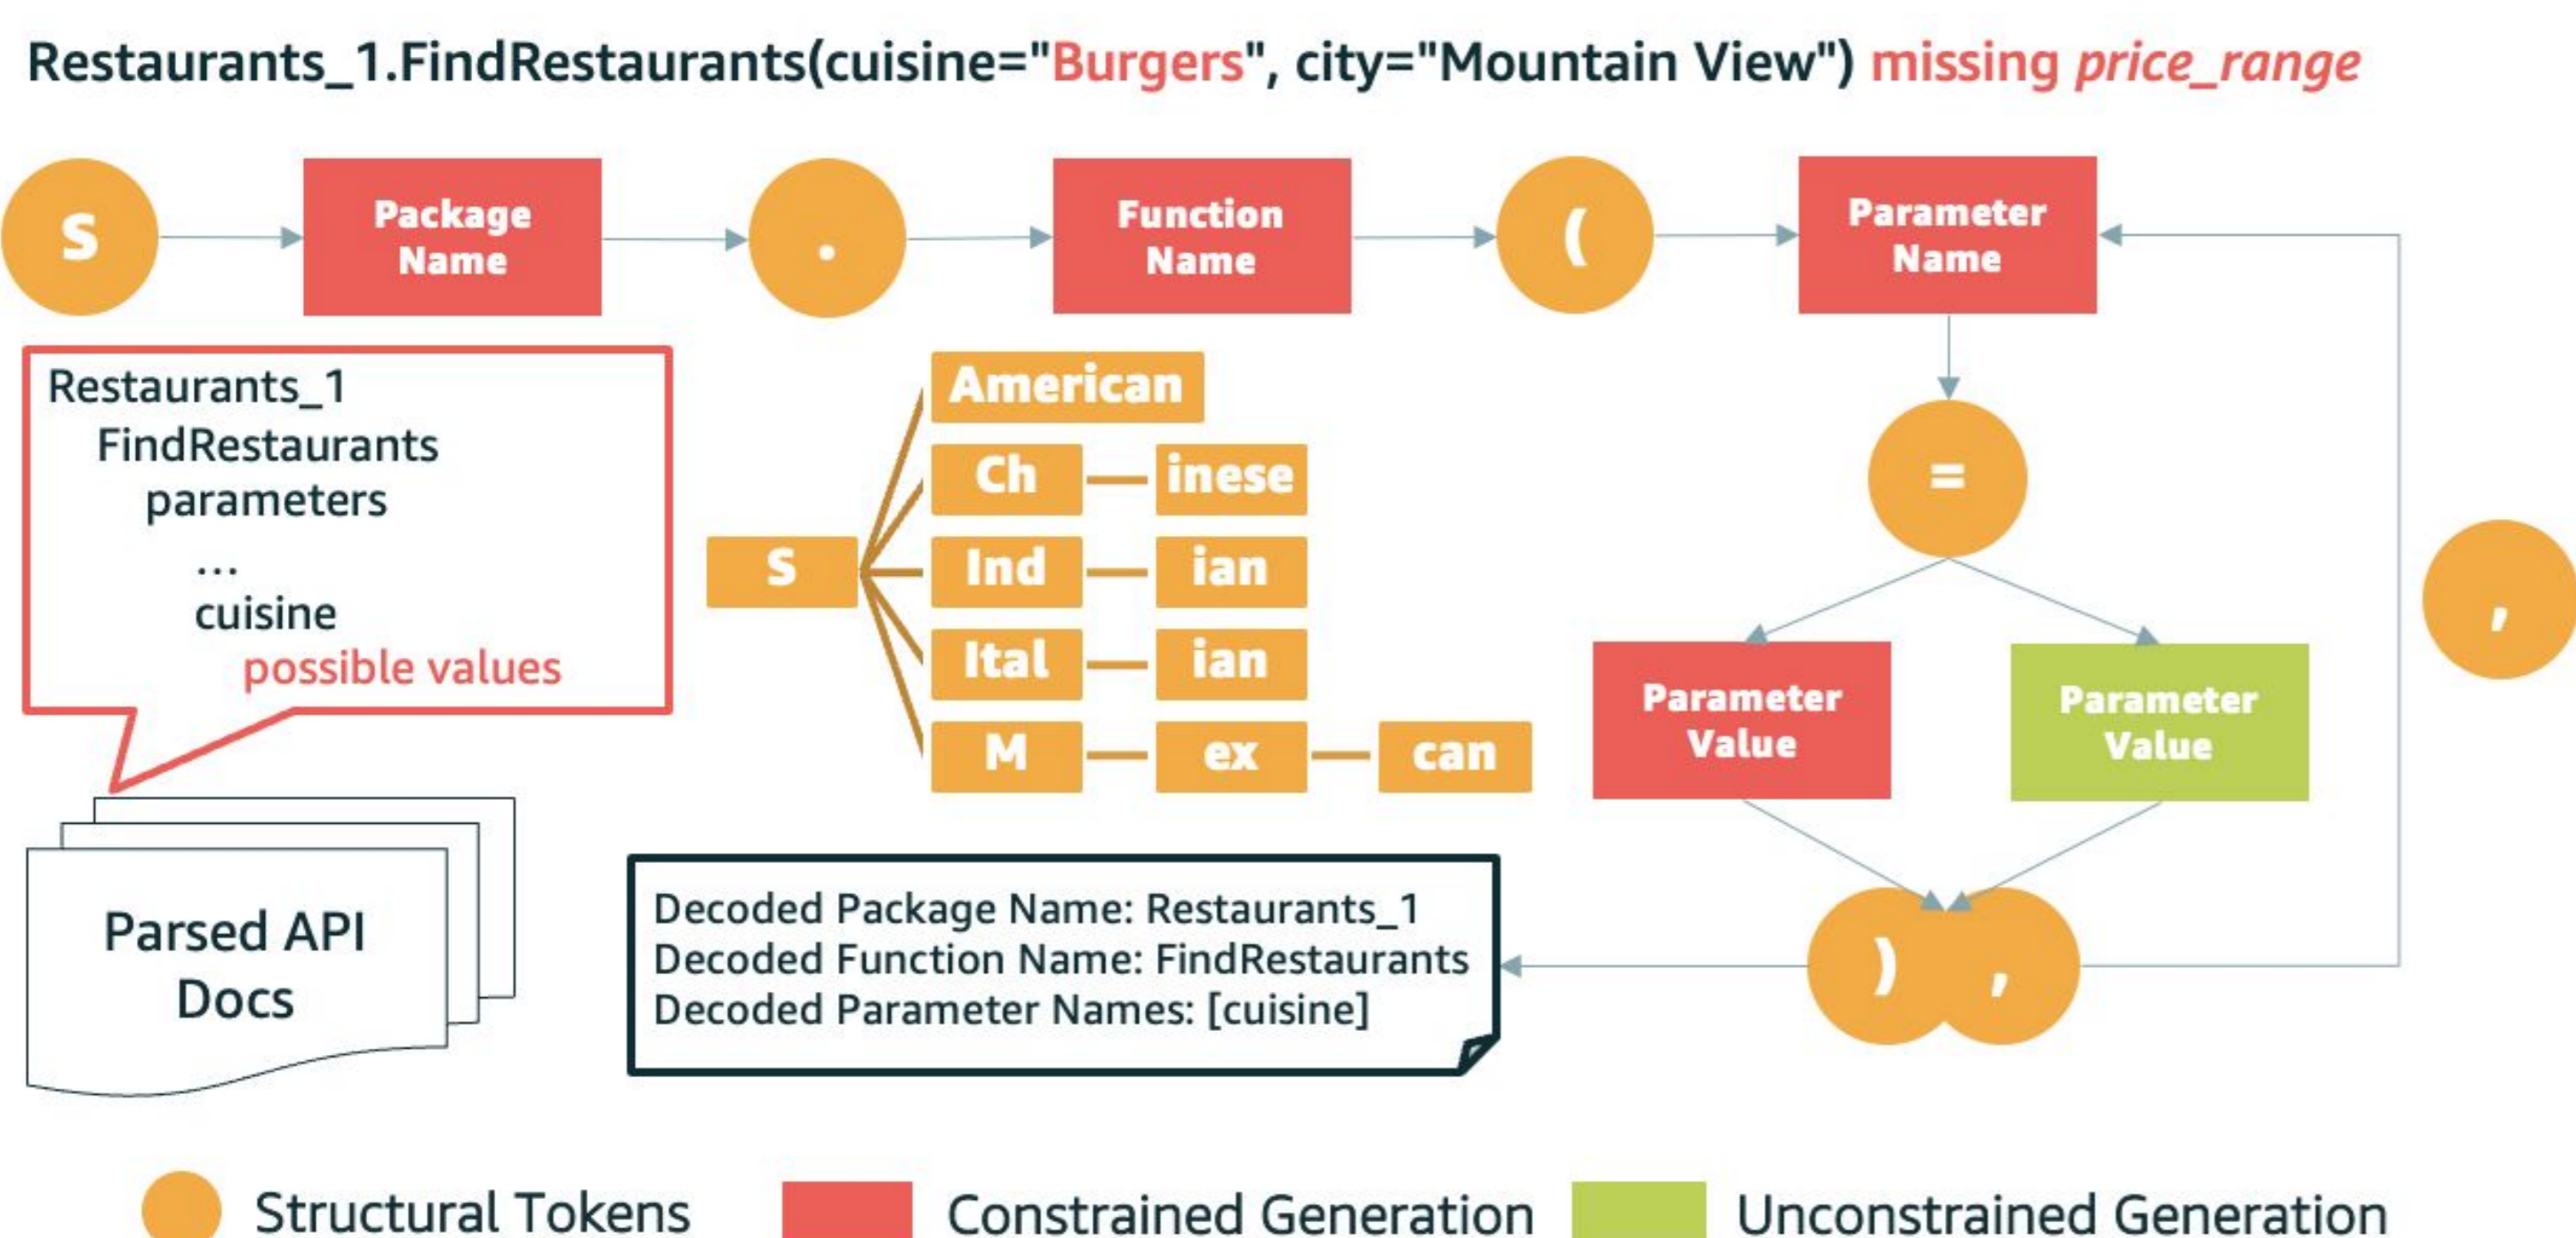 Restaurants_1.FindRestaurants(cuisine="Burgers", city="Mountain View") missing price_range
S
Package
Name
.
Function
Name
(
Parameter
Name
Restaurants_1
FindRestaurants
parameters
...
cuisine
possible values
Parsed API
Docs
S
American
Ch
inese
Ind
ian
Ital
ian
M
ex
can
=
Parameter
Value
Parameter
Value
,
)
,
Decoded Package Name: Restaurants_1
Decoded Function Name: FindRestaurants
Decoded Parameter Names: [cuisine]
Structural Tokens
Constrained Generation
Unconstrained Generation